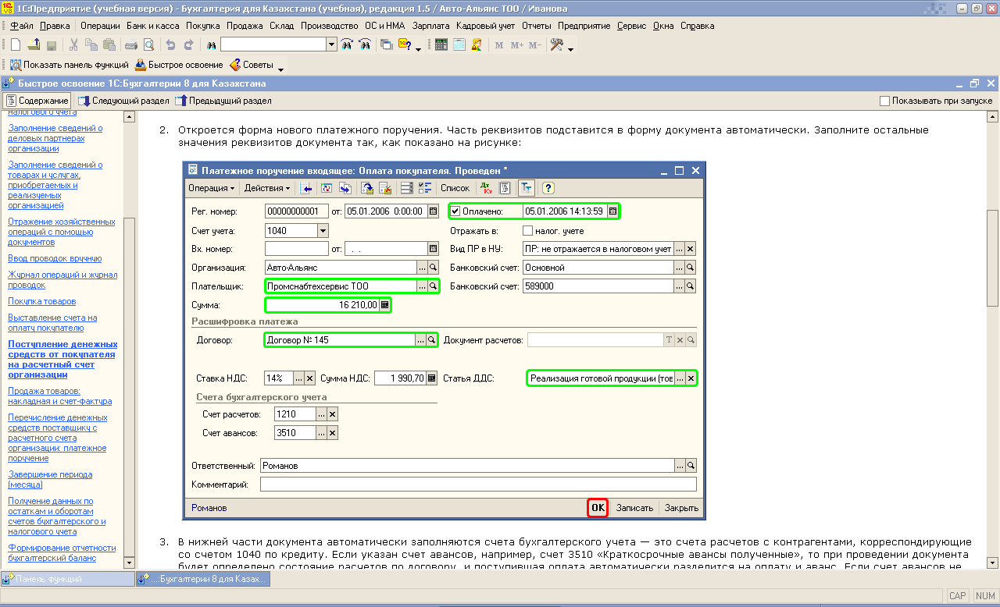 1С:Предприятие (учебная версия) - Бухгалтерия для Казахстана (учебная), редакция 1.5 / Авто-Альянс ТОО / Иванова
Файл Правка Операции Банк и касса Покупка Продажа Склад Производство ОС и НМА Зарплата Кадровый учет Отчеты Предприятие Сервис Окна Справка
M M+ M-
Показать панель функций Быстрое освоение Советы
Быстрое освоение 1С:Бухгалтерии 8 для Казахстана
Содержание Следующий раздел Предыдущий раздел Показывать при запуске
налогового учета
Заполнение сведений о
деловых партнерах
организации
Заполнение сведений о
товарах и услугах,
приобретаемых и
реализуемых
организацией
Отражение хозяйственных
операций с помощью
документов
Ввод проводок вручную
Журнал операций и журнал
проводок
Покупка товаров
Выставление счета на
оплату покупателю
Поступление денежных
средств от покупателя
на расчетный счет
организации
Продажа товаров:
накладная и счет-фактура
Перечисление денежных
средств поставщику с
расчетного счета
организации: платежное
поручение
Завершение периода
(месяца)
Получение данных по
остаткам и оборотам
счетов бухгалтерского и
налогового учета
Формирование отчетности
бухгалтерский баланс
2. Откроется форма нового платежного поручения. Часть реквизитов подставится в форму документа автоматически. Заполните остальные
значения реквизитов документа так, как показано на рисунке:
Платежное поручение входящее: Оплата покупателя. Проведен *
Операция Действия Список Дт Кт ?
Рег. номер: 00000000001 от: 05.01.2006 0:00:00 Оплачено: 05.01.2006 14:13:59
Счет учета: 1040 Отражать в: налог. учете
Вх. номер: от: . . Вид ПР в НУ: ПР: не отражается в налоговом учет
Организация: Авто-Альянс Банковский счет: Основной
Плательщик: Промснабтехсервис ТОО Банковский счет: 589000
Сумма: 16 210,00
Расшифровка платежа
Договор: Договор № 145 Документ расчетов:
Ставка НДС: 14% Сумма НДС: 1 990,70 Статья ДДС: Реализация готовой продукции (тов
Счета бухгалтерского учета
Счет расчетов: 1210
Счет авансов: 3510
Ответственный: Романов
Комментарий:
Романов OK Записать Закрыть
3. В нижней части документа автоматически заполняются счета бухгалтерского учета — это счета расчетов с контрагентами, корреспондирующие
со счетом 1040 по кредиту. Если указан счет авансов, например, счет 3510 «Краткосрочные авансы полученные», то при проведении документа
будет определено состояние расчетов по договору, и поступившая оплата автоматически разделится на оплату и аванс. Если счет авансов не
Панель функций ...:Бухгалтерии 8 для Казах...
CAP NUM